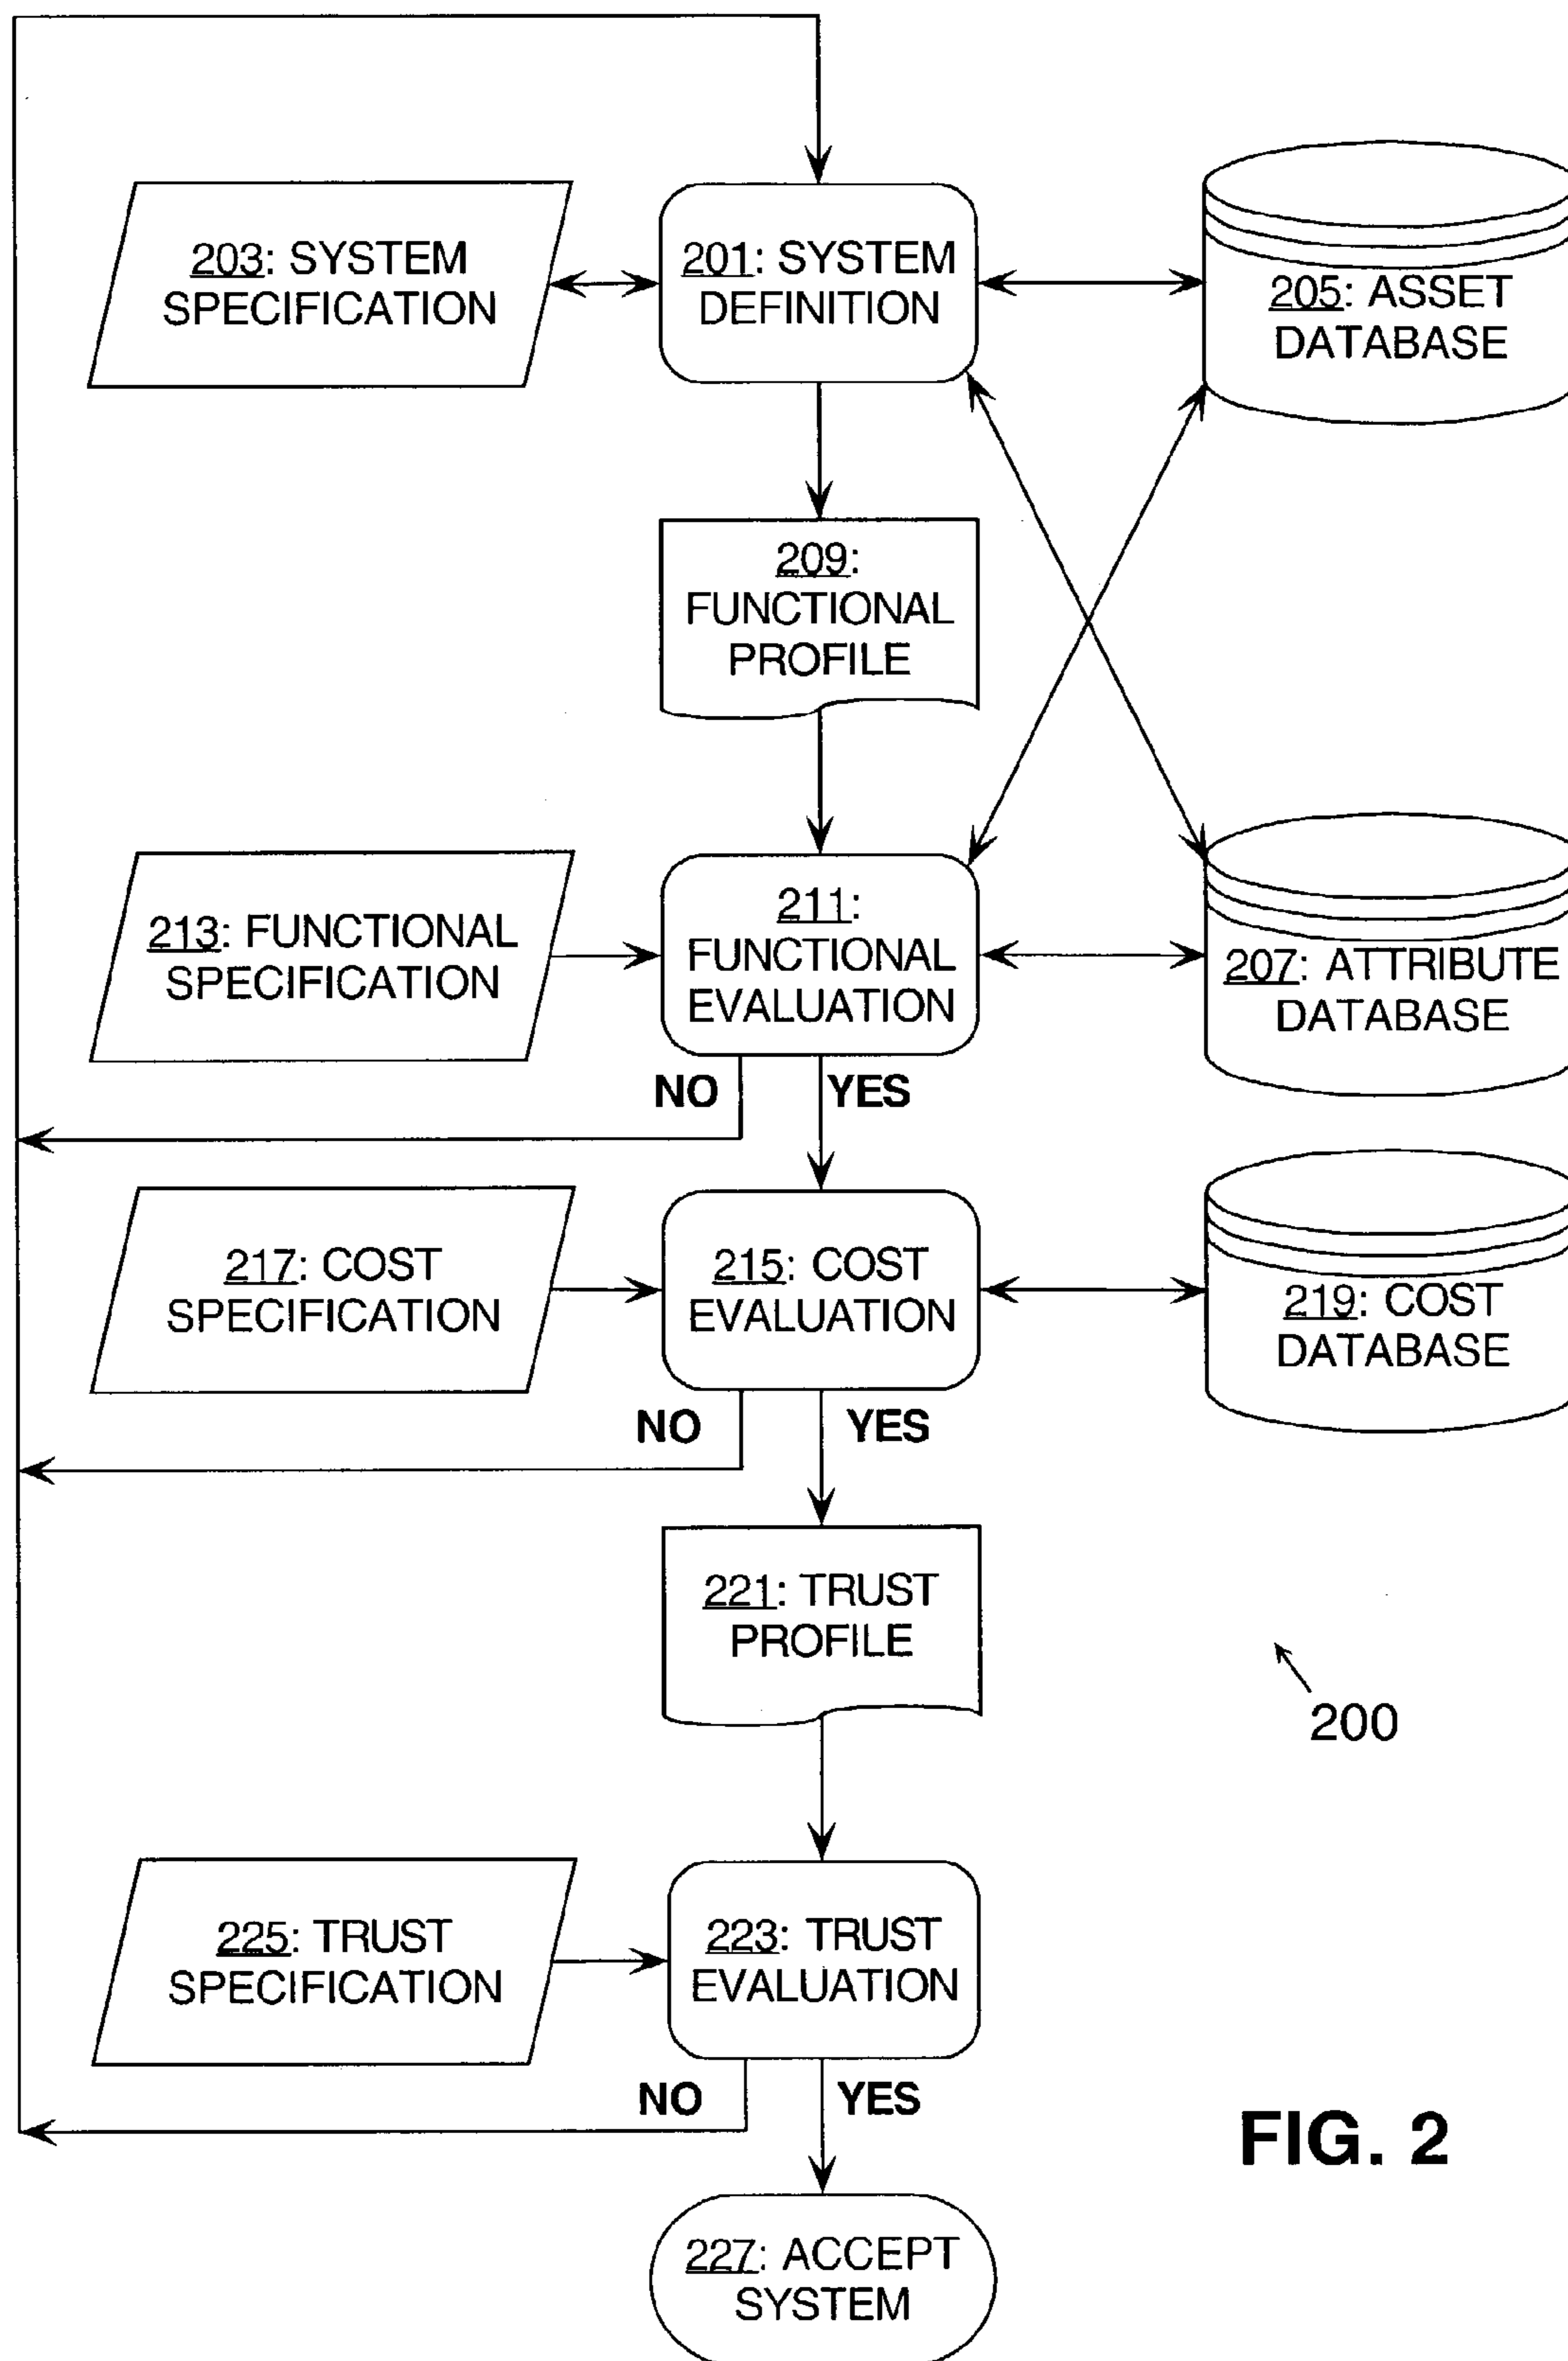 203: SYSTEM
SPECIFICATION
201: SYSTEM
DEFINITION
205: ASSET
DATABASE
209:
FUNCTIONAL
PROFILE
213: FUNCTIONAL
SPECIFICATION
211:
FUNCTIONAL
EVALUATION
207: ATTRIBUTE
DATABASE
NO
YES
217: COST
SPECIFICATION
215: COST
EVALUATION
219: COST
DATABASE
NO
YES
221: TRUST
PROFILE
200
225: TRUST
SPECIFICATION
223: TRUST
EVALUATION
NO
YES
FIG. 2
227: ACCEPT
SYSTEM